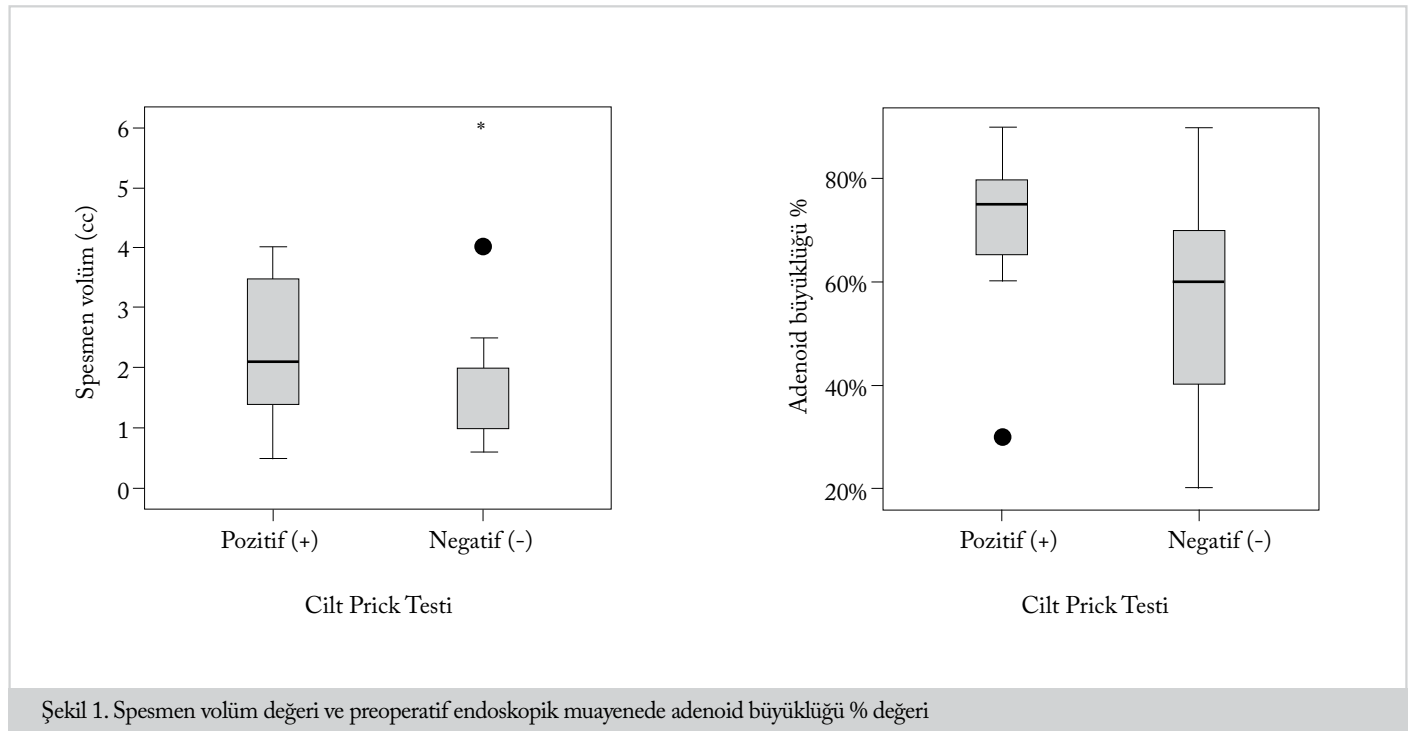 Spesmen volüm (cc)
6
5
4
3
2
1
0
*
Pozitif (+) Negatif (-)
Cilt Prick Testi
Adenoid büyüklüğü %
80%
60%
40%
20%
Pozitif (+) Negatif (-)
Cilt Prick Testi
Şekil 1. Spesmen volüm değeri ve preoperatif endoskopik muayenede adenoid büyüklüğü % değeri